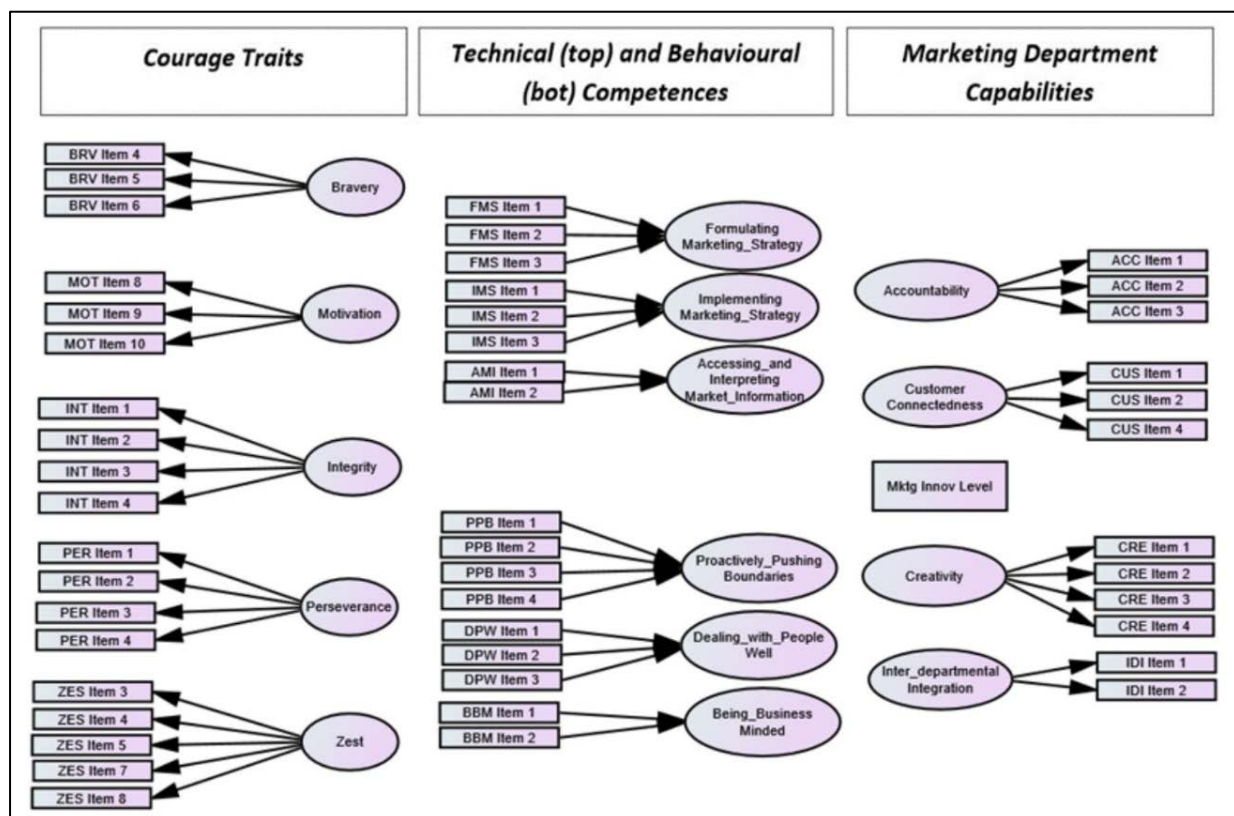 Courage Traits
Technical (top) and Behavioural
(bot) Competences
Marketing Department
Capabilities
BRV Item 4
BRV Item 5
BRV Item 6
Bravery
MOT Item 8
MOT Item 9
MOT Item 10
Motivation
INT Item 1
INT Item 2
INT Item 3
INT Item 4
Integrity
PER Item 1
PER Item 2
PER Item 3
PER Item 4
Perseverance
ZES Item 3
ZES Item 4
ZES Item 5
ZES Item 7
ZES Item 8
Zest
FMS Item 1
FMS Item 2
FMS Item 3
Formulating
Marketing_Strategy
IMS Item 1
IMS Item 2
IMS Item 3
Implementing
Marketing_Strategy
AMI Item 1
AMI Item 2
Accessing_and
Interpreting
Market_Information
PPB Item 1
PPB Item 2
PPB Item 3
PPB Item 4
Proactively_Pushing
Boundaries
DPW Item 1
DPW Item 2
DPW Item 3
Dealing_with_People
Well
BBM Item 1
BBM Item 2
Being_Business
Minded
Accountability
ACC Item 1
ACC Item 2
ACC Item 3
Customer
Connectedness
CUS Item 1
CUS Item 2
CUS Item 4
Mktg Innov Level
Creativity
CRE Item 1
CRE Item 2
CRE Item 3
CRE Item 4
Inter_departmental
Integration
IDI Item 1
IDI Item 2